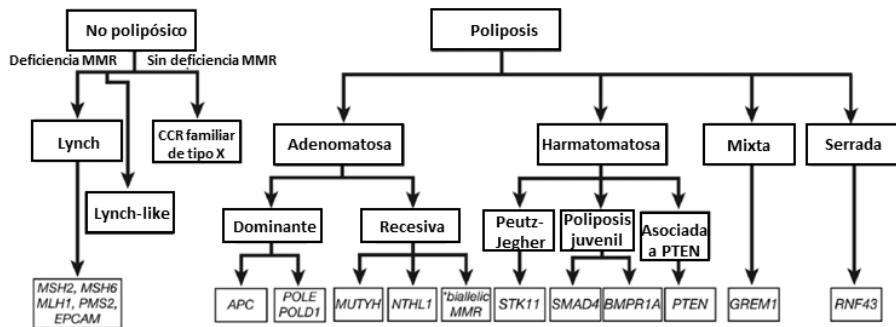 No polipósico
Poliposis
Deficiencia MMR
Sin deficiencia MMR
Lynch
CCR familiar
de tipo X
Adenomatosa
Harmatomatosa
Mixta
Serrada
Lynch-like
Dominante
Recesiva
Peutz-
Jegher
Poliposis
juvenil
Asociada
a PTEN
MSH2, MSH6
MLH1, PMS2,
EPCAM
APC
POLE
POLD1
MUTYH
NTHL1
*biallelic
MMR
STK11
SMAD4
BMPR1A
PTEN
GREM1
RNF43